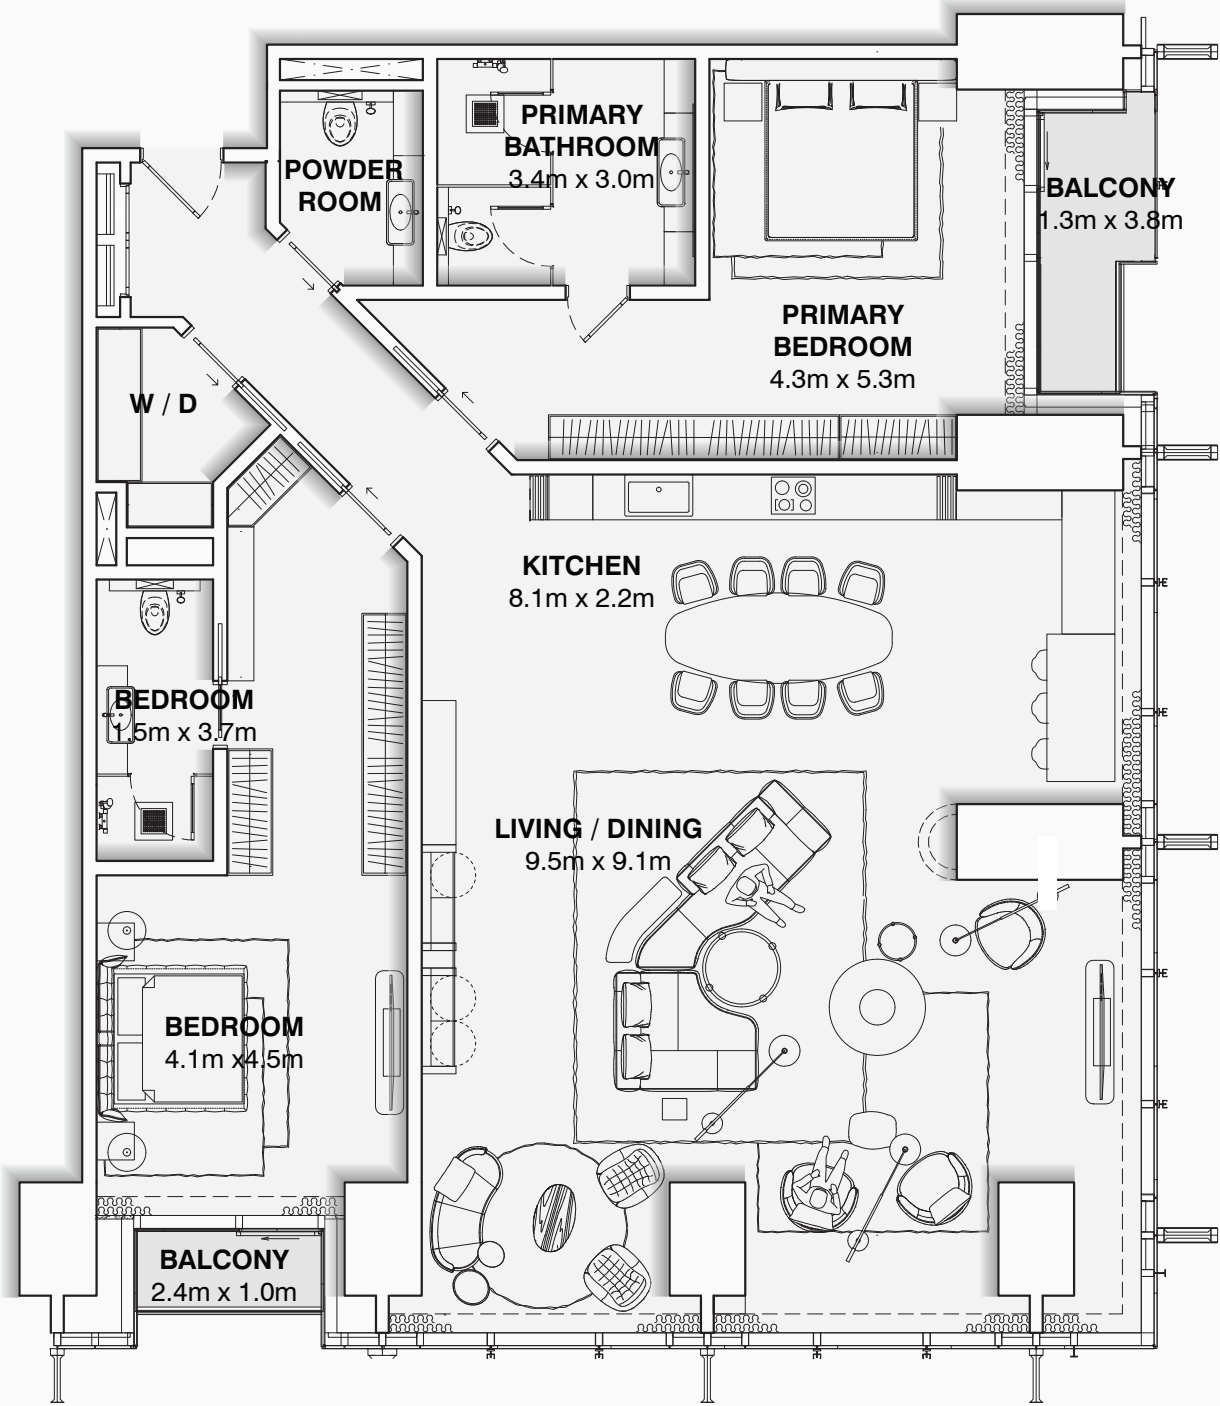 PRIMARY
BATHROOM
3.4m x 3.0m
POWDER
ROOM
BALCONY
1.3m x 3.8m
PRIMARY
BEDROOM
4.3m x 5.3m
W / D
KITCHEN
8.1m x 2.2m
BEDROOM
1.5m x 3.7m
LIVING / DINING
9.5m x 9.1m
BEDROOM
4.1m x4.5m
BALCONY
2.4m x 1.0m